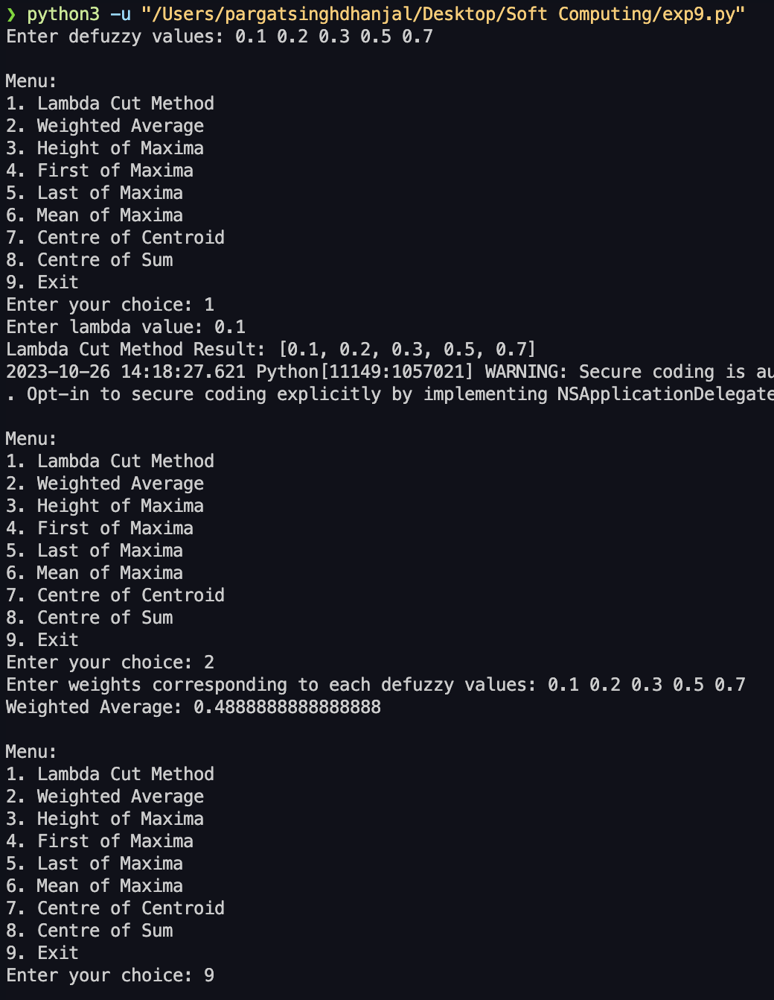 ❯ python3 -u "/Users/pargatsinghdhanjal/Desktop/Soft Computing/exp9.py"
Enter defuzzy values: 0.1 0.2 0.3 0.5 0.7
Menu:
1. Lambda Cut Method
2. Weighted Average
3. Height of Maxima
4. First of Maxima
5. Last of Maxima
6. Mean of Maxima
7. Centre of Centroid
8. Centre of Sum
9. Exit
Enter your choice: 1
Enter lambda value: 0.1
Lambda Cut Method Result: [0.1, 0.2, 0.3, 0.5, 0.7]
2023-10-26 14:18:27.621 Python[11149:1057021] WARNING: Secure coding is au
. Opt-in to secure coding explicitly by implementing NSApplicationDelegate
Menu:
1. Lambda Cut Method
2. Weighted Average
3. Height of Maxima
4. First of Maxima
5. Last of Maxima
6. Mean of Maxima
7. Centre of Centroid
8. Centre of Sum
9. Exit
Enter your choice: 2
Enter weights corresponding to each defuzzy values: 0.1 0.2 0.3 0.5 0.7
Weighted Average: 0.4888888888888888
Menu:
1. Lambda Cut Method
2. Weighted Average
3. Height of Maxima
4. First of Maxima
5. Last of Maxima
6. Mean of Maxima
7. Centre of Centroid
8. Centre of Sum
9. Exit
Enter your choice: 9